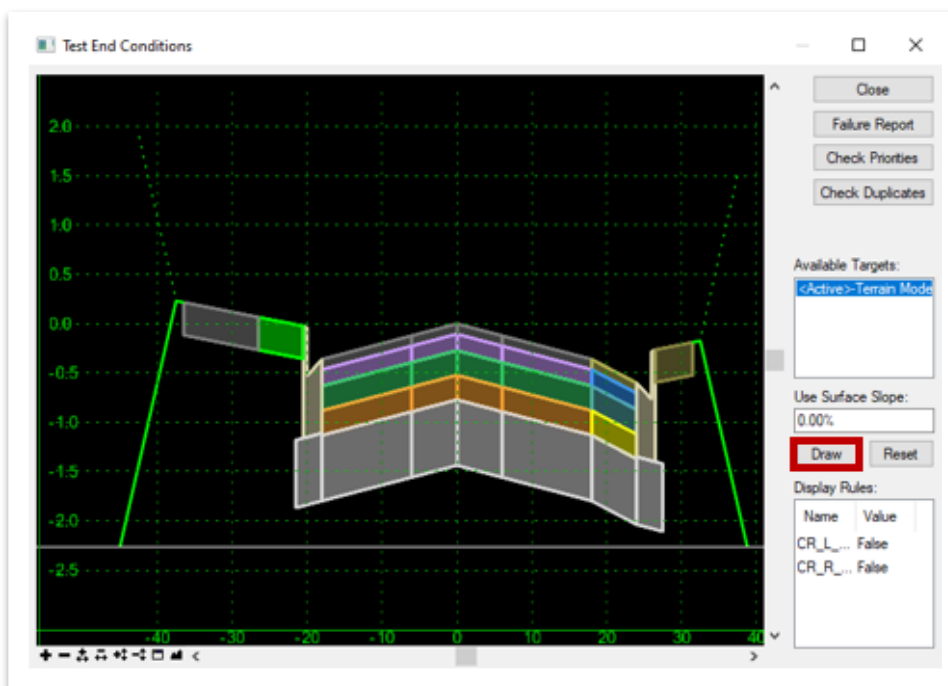 Test End Conditions
Close
Failure Report
Check Priorities
Check Duplicates
Available Targets:
<Active>-Terrain Mode
Use Surface Slope:
0.00%
Draw Reset
Display Rules:
Name Value
CR_L_... False
CR_R_... False
2.0
1.5
1.0
0.5
0.0
-0.5
-1.0
-1.5
-2.0
-2.5
-40 -30 -20 -10 0 10 20 30 40